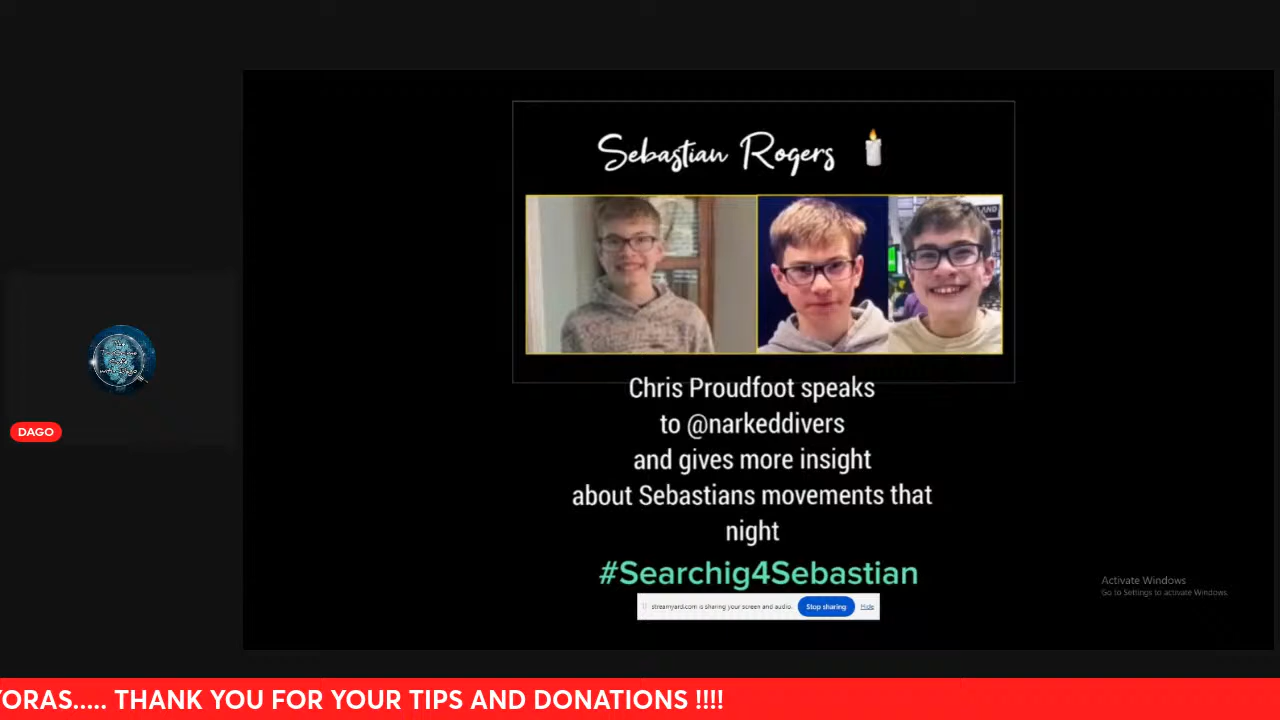 Sebastian Rogers
LAND
Chris Proudfoot speaks
to @narkeddivers
and gives more insight
about Sebastians movements that
night
#Searchig4Sebastian
streamyard.com is sharing your screen and audio. Stop sharing Hide
DAGO
Activate Windows
Go to Settings to activate Windows.
YORAS..... THANK YOU FOR YOUR TIPS AND DONATIONS !!!!